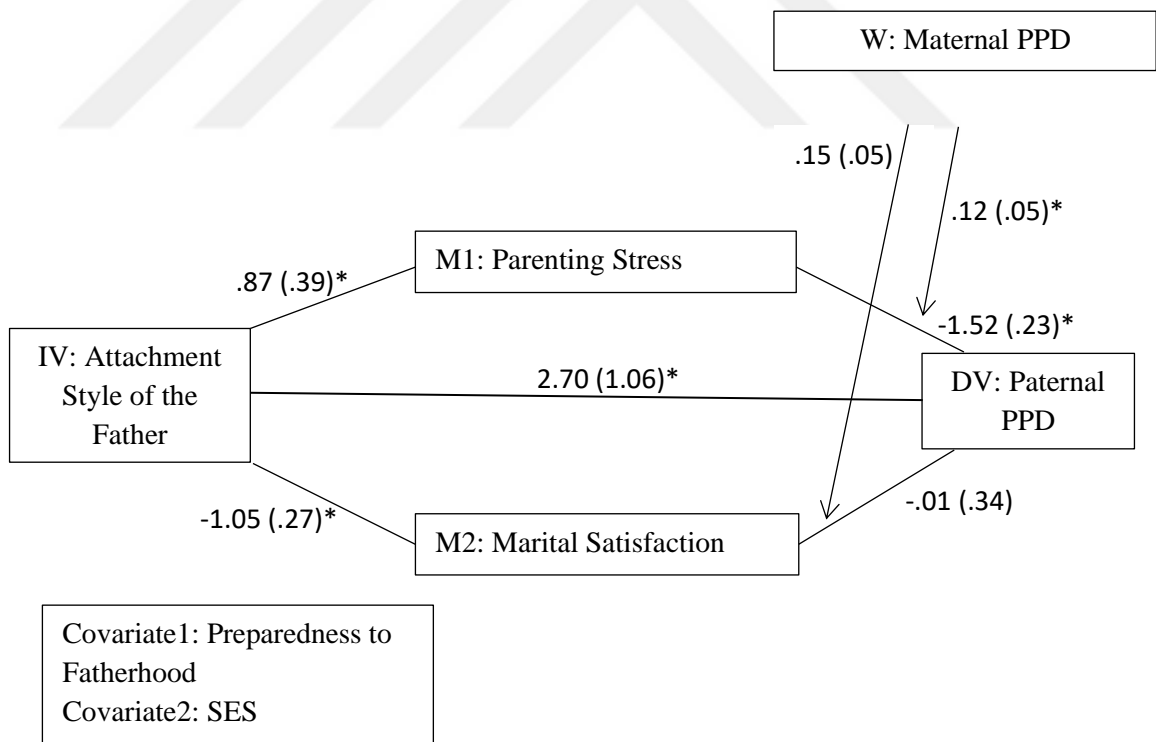 W: Maternal PPD
.15 (.05)
.12 (.05)*
M1: Parenting Stress
.87 (.39)*
-1.52 (.23)*
IV: Attachment
Style of the
Father
2.70 (1.06)*
DV: Paternal
PPD
-1.05 (.27)*
-.01 (.34)
M2: Marital Satisfaction
Covariate1: Preparedness to
Fatherhood
Covariate2: SES